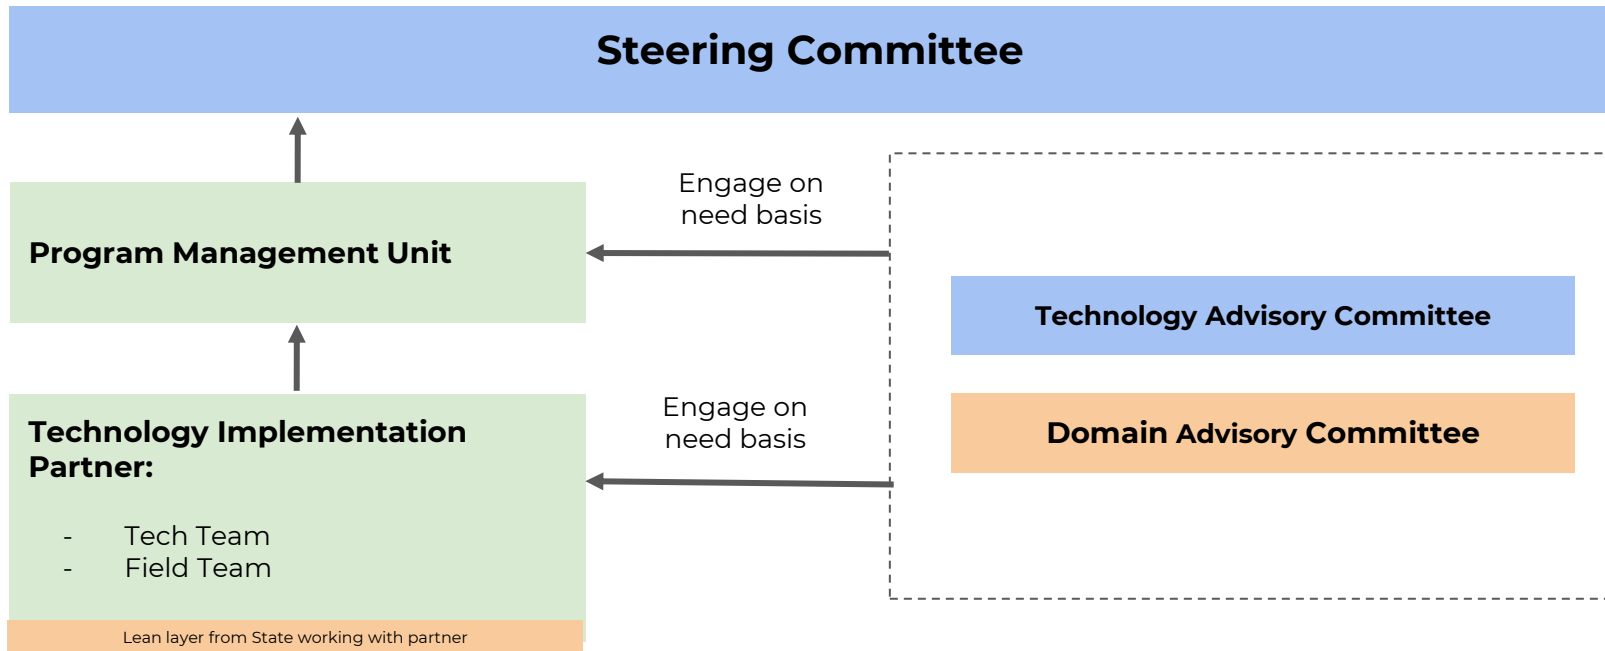 Steering Committee
Engage on
need basis
Program Management Unit
Technology Advisory Committee
Domain Advisory Committee
Engage on
need basis
Technology Implementation
Partner:
- Tech Team
- Field Team
Lean layer from State working with partner